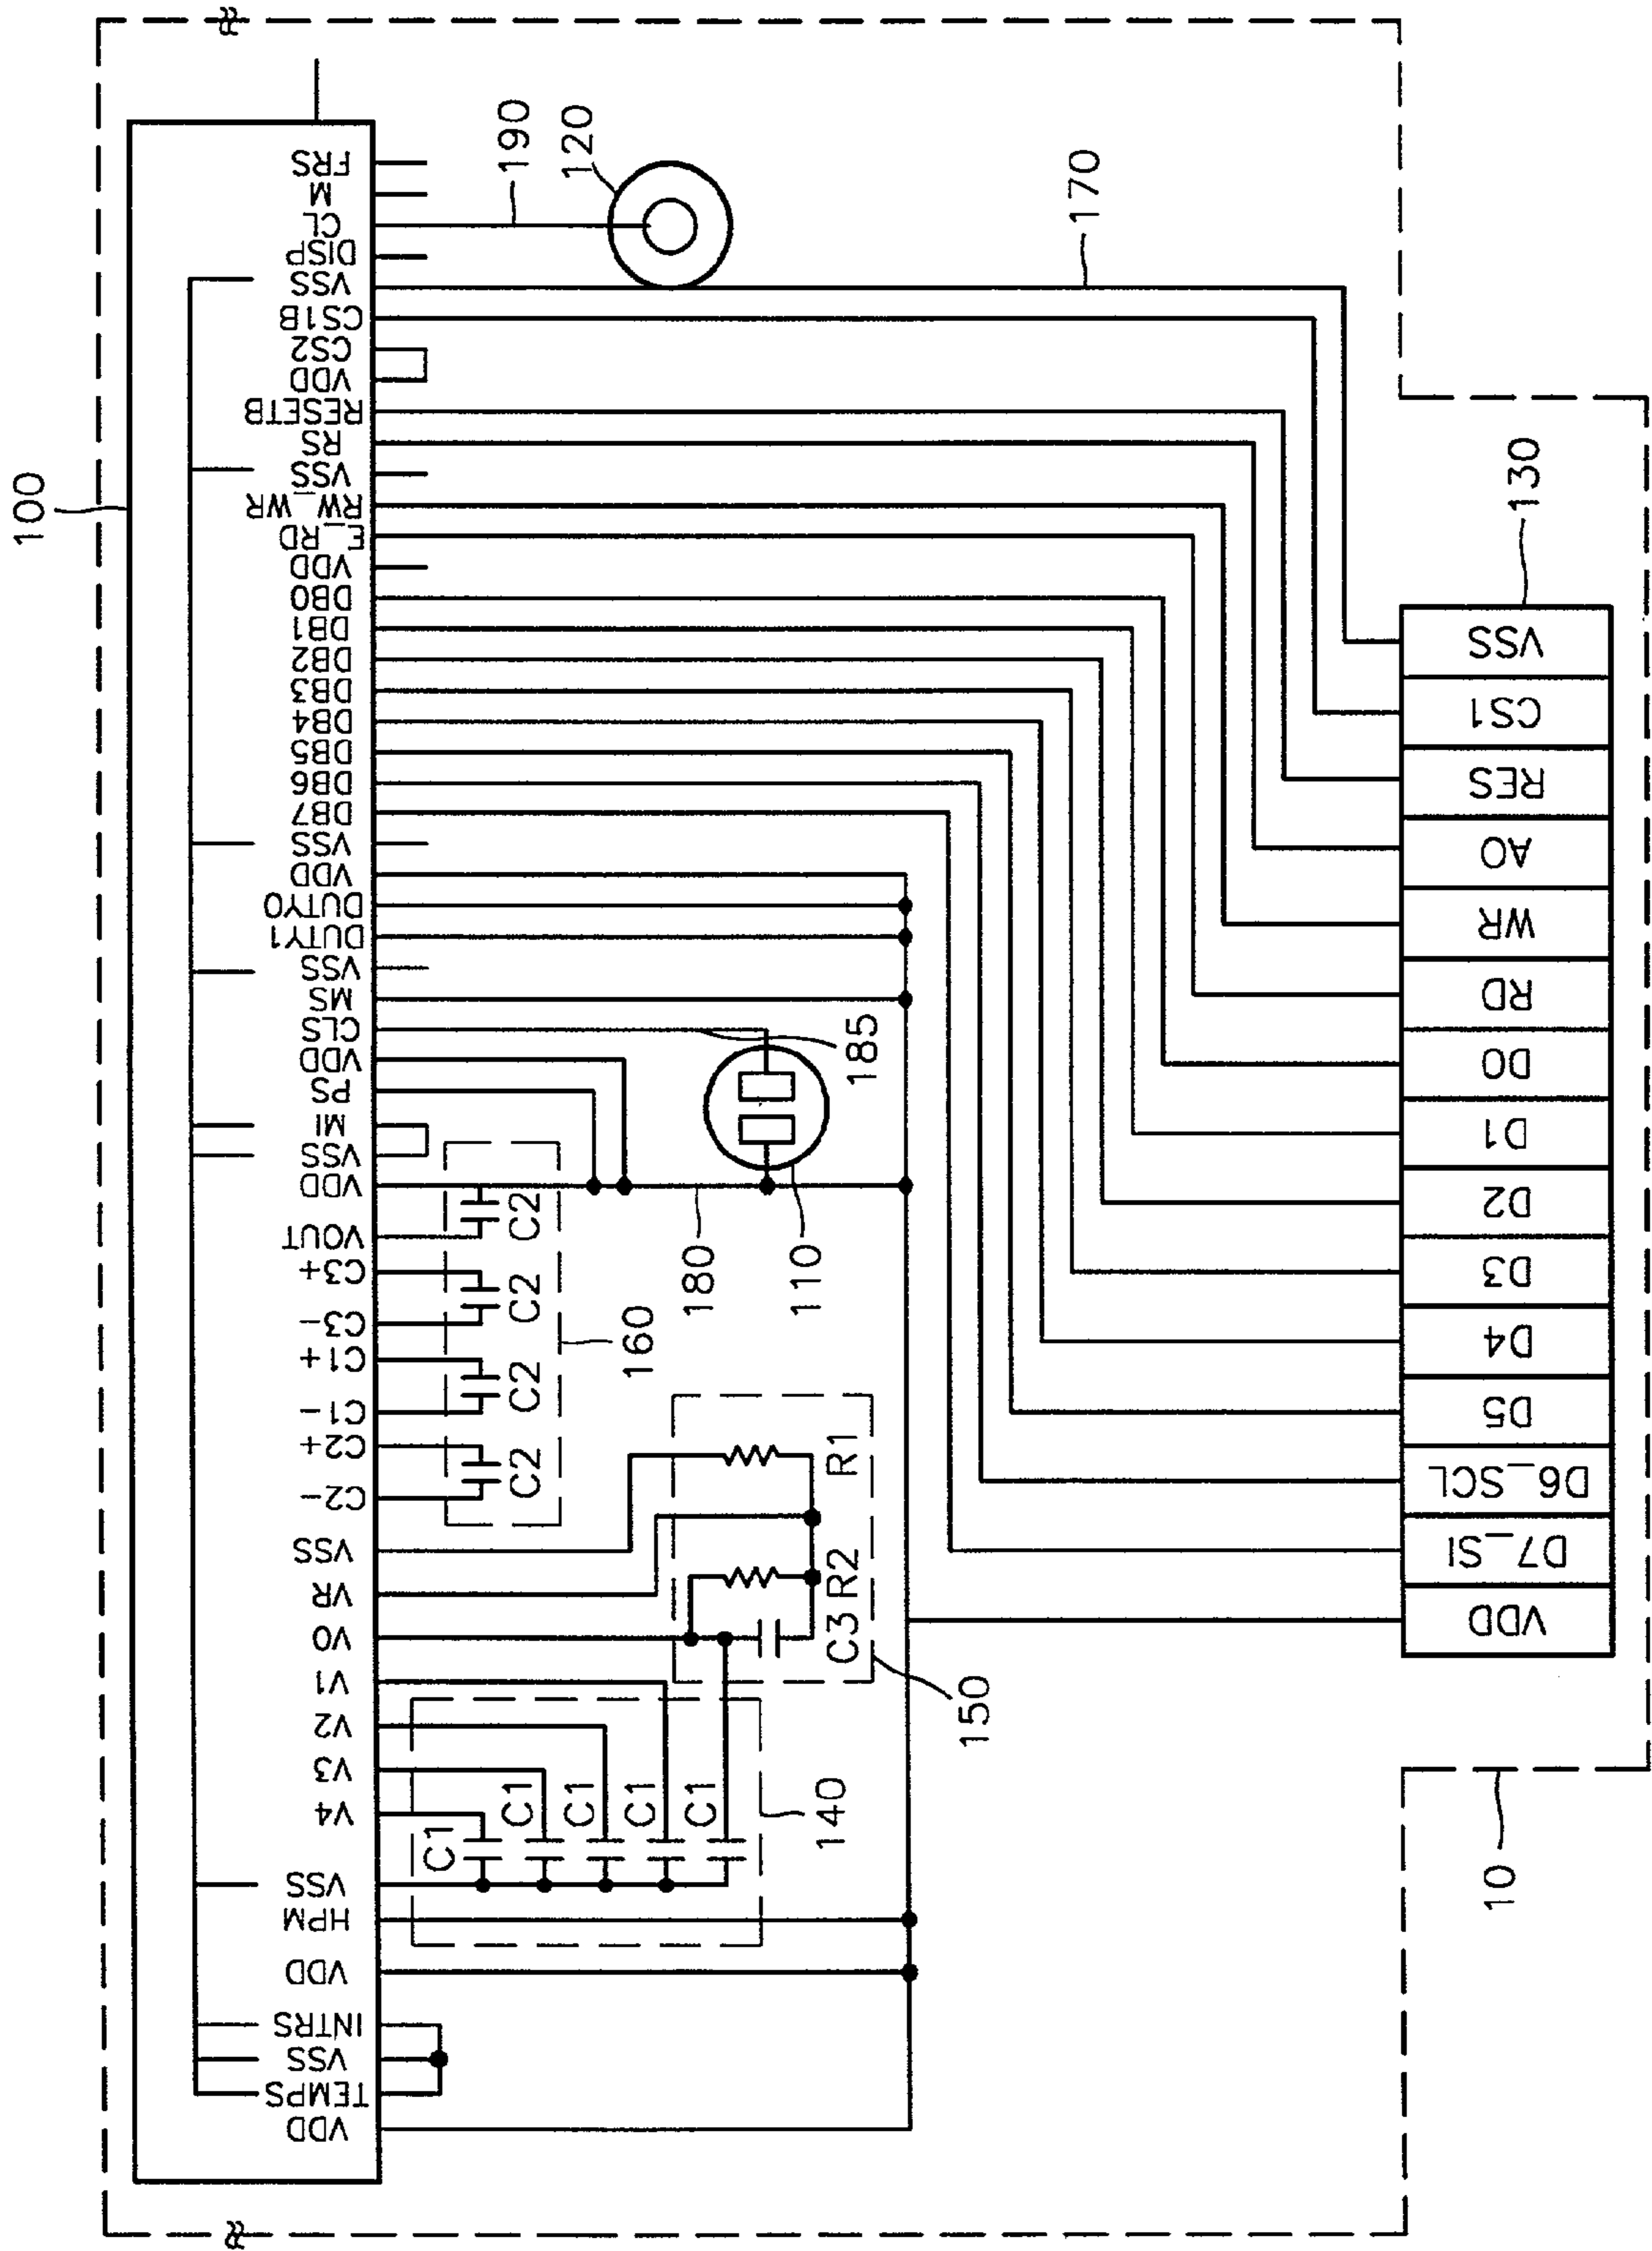 100
FRS
M
CL
DISP
VSS
CS1B
CS2
VDD
RESETB
RS
VSS
RW_WR
E_RD
VDD
DB0
DB1
DB2
DB3
DB4
DB5
DB6
DB7
VSS
VDD
DUTY0
DUTY1
VSS
MS
CLS
VDD
PS
MI
VSS
VDD
VOUT
C3+
C3-
C1+
C1-
C2+
C2-
VSS
VR
V0
V1
V2
V3
V4
VSS
HPM
VDD
INTRS
VSS
TEMPS
VDD
190
120
170
185
180
110
C2
C2
C2
C2
160
R1
R2
C3
150
C1
C1
C1
C1
C1
140
130
VSS
CS1
RES
A0
WR
RD
D0
D1
D2
D3
D4
D5
D6_SCL
D7_SI
VDD
10